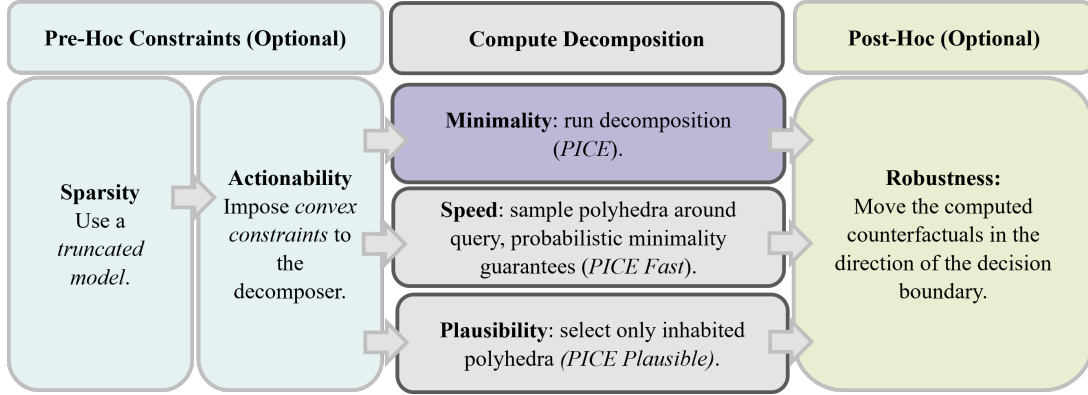 Pre-Hoc Constraints (Optional)
Compute Decomposition
Post-Hoc (Optional)
Sparsity
Use a
truncated
model.
Actionability
Impose convex
constraints to
the
decomposer.
Minimality: run decomposition
(PICE).
Speed: sample polyhedra around
query, probabilistic minimality
guarantees (PICE Fast).
Plausibility: select only inhabited
polyhedra (PICE Plausible).
Robustness:
Move the computed
counterfactuals in the
direction of the decision
boundary.